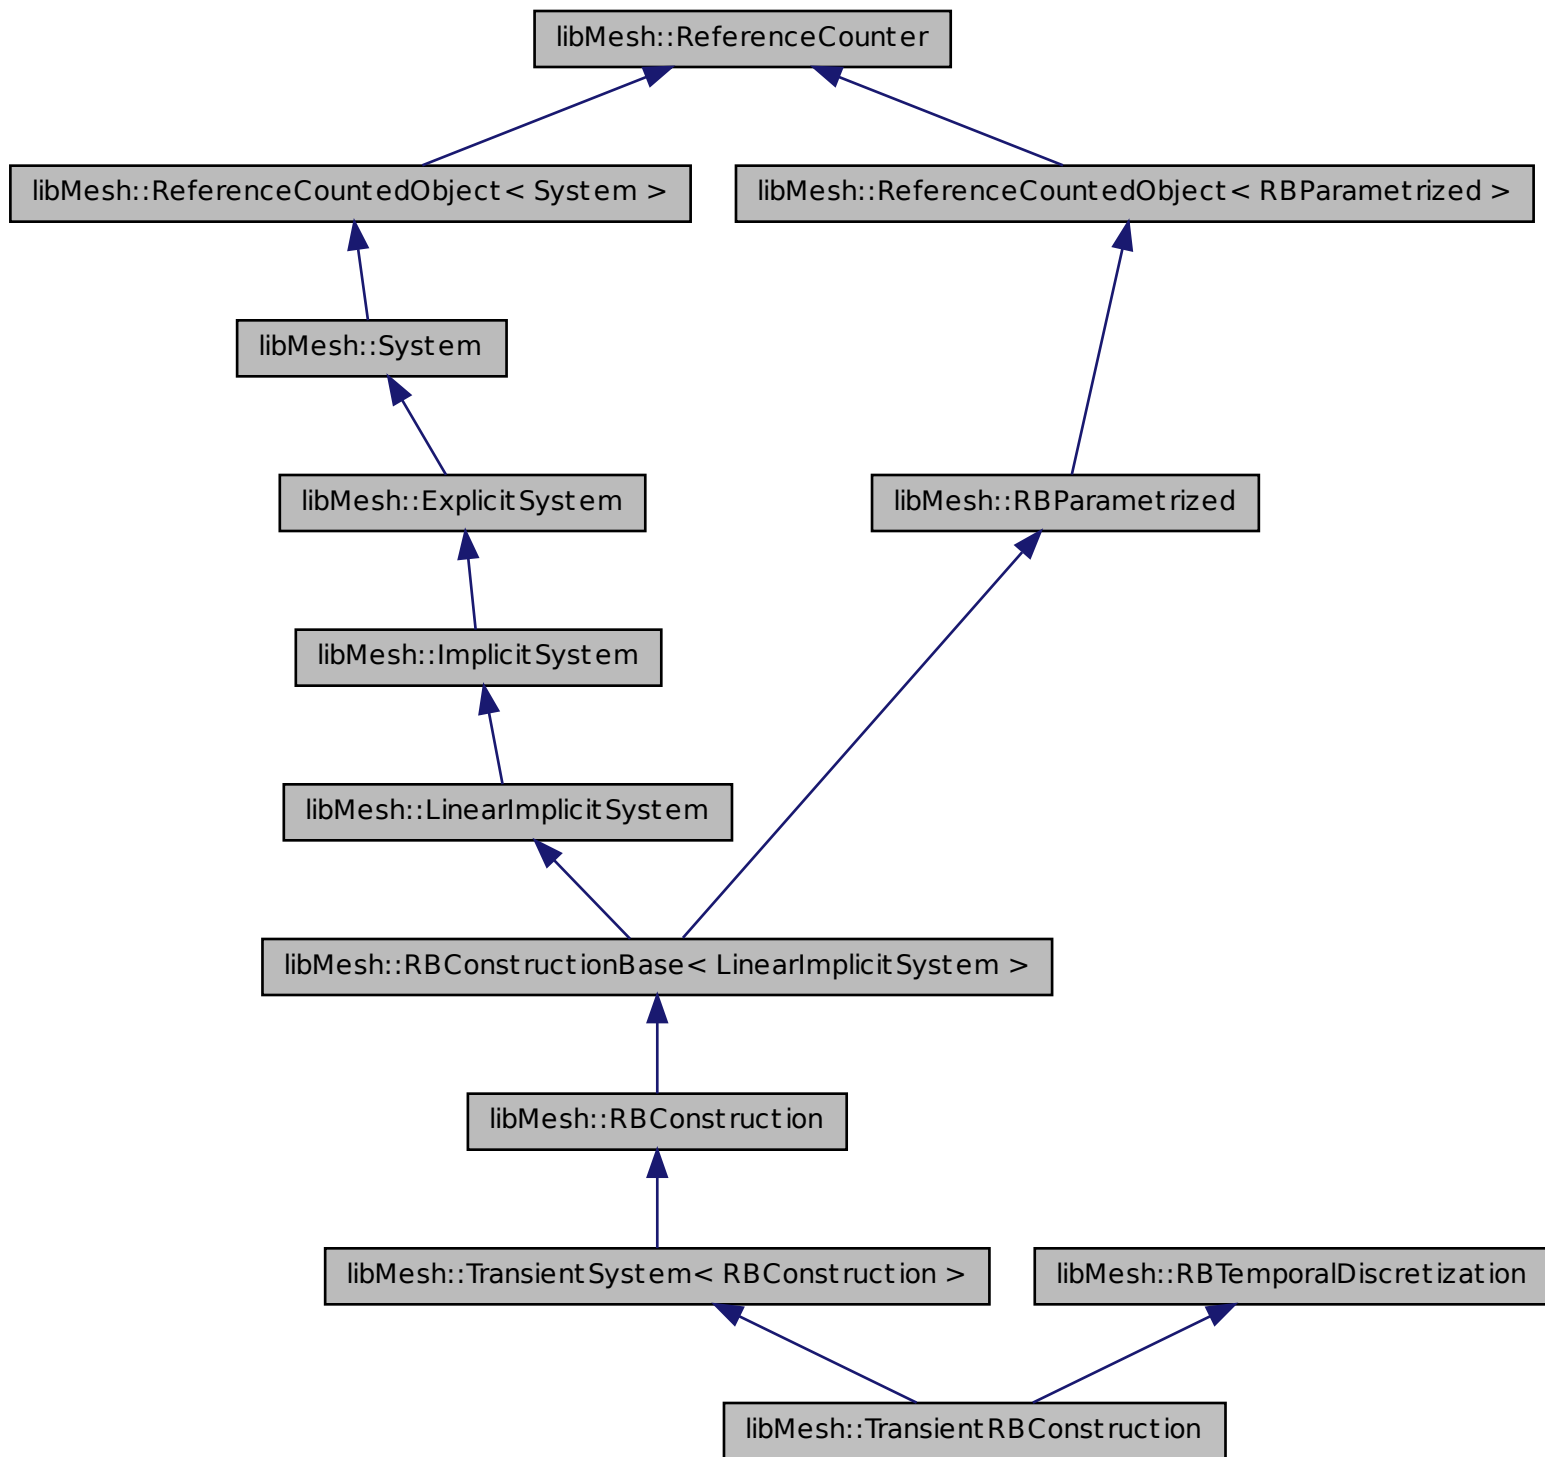 libMesh::ReferenceCounter
libMesh::ReferenceCountedObject< System >
libMesh::ReferenceCountedObject< RBParametrized >
libMesh::System
libMesh::ExplicitSystem
libMesh::RBParametrized
libMesh::ImplicitSystem
libMesh::LinearImplicitSystem
libMesh::RBConstructionBase< LinearImplicitSystem >
libMesh::RBConstruction
libMesh::TransientSystem< RBConstruction >
libMesh::RBTemporalDiscretization
libMesh::TransientRBConstruction